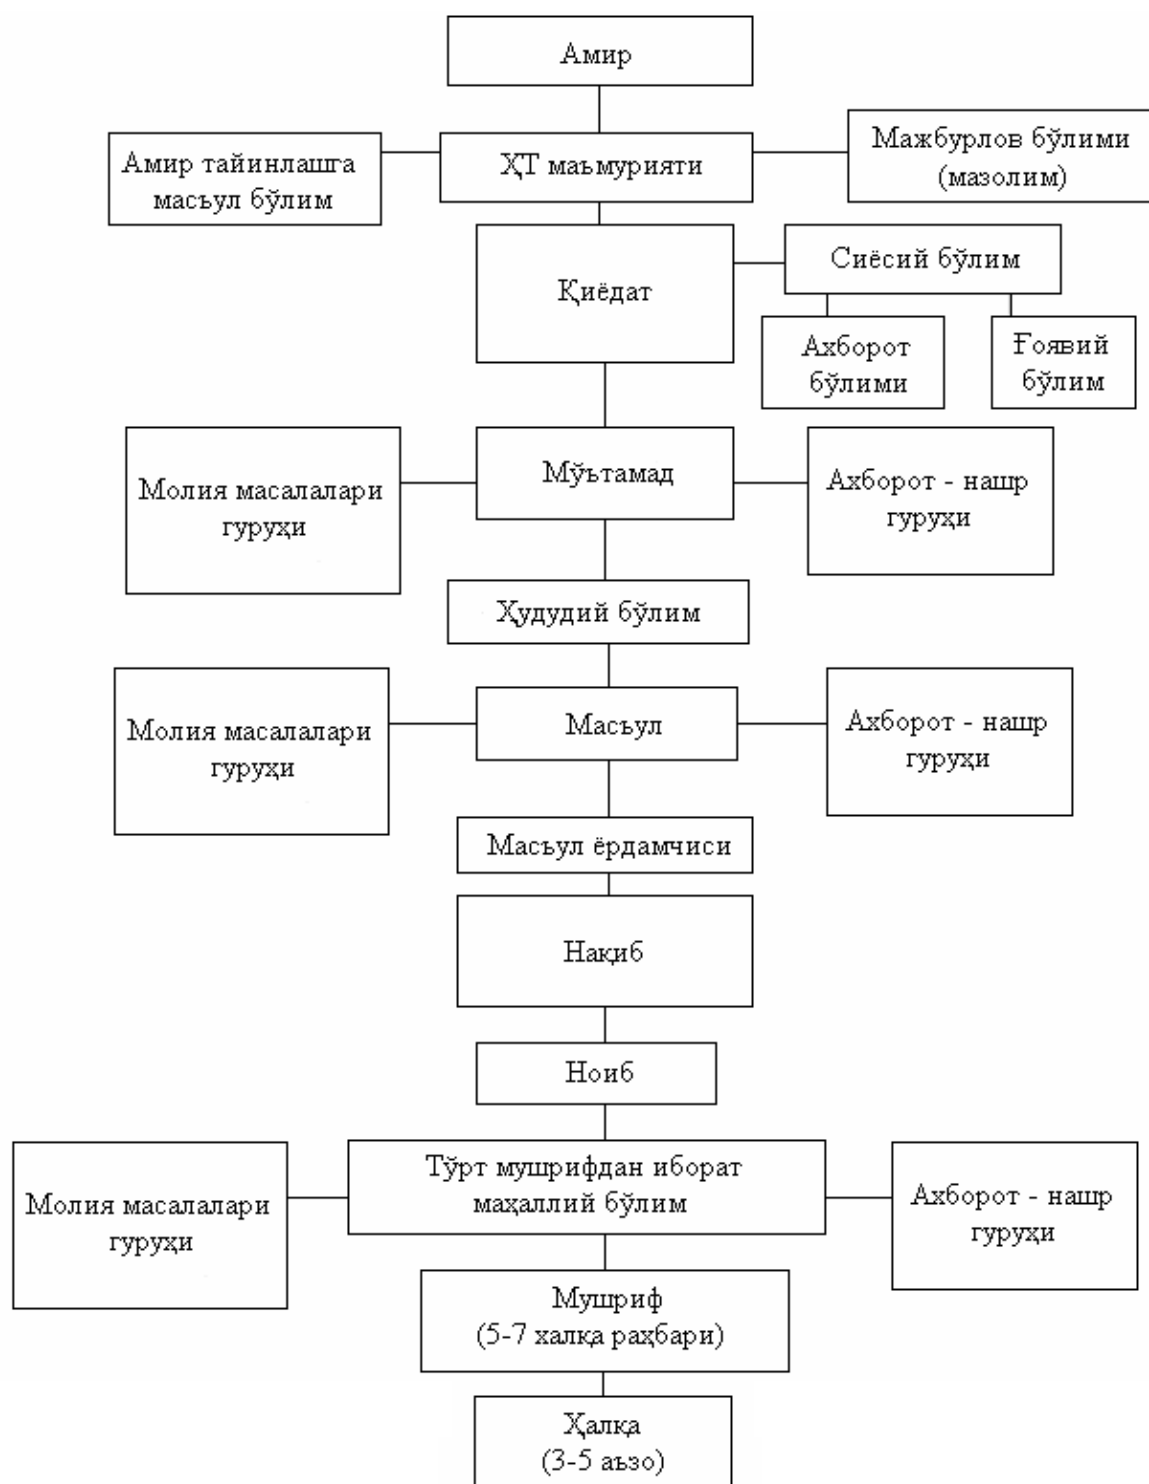 Амир
Амир тайинлашга
масъул бўлим
ҲТ маъмурияти
Мажбурлов бўлими
(мазолим)
Қиёдат
Сиёсий бўлим
Ахборот
бўлими
Ғоявий
бўлим
Молия масалалари
гуруҳи
Мўътамад
Ахборот - нашр
гуруҳи
Ҳудудий бўлим
Молия масалалари
гуруҳи
Масъул
Ахборот - нашр
гуруҳи
Масъул ёрдамчиси
Нақиб
Ноиб
Молия масалалари
гуруҳи
Тўрт мушрифдан иборат
маҳаллий бўлим
Ахборот - нашр
гуруҳи
Мушриф
(5-7 халқа раҳбари)
Ҳалқа
(3-5 аъзо)